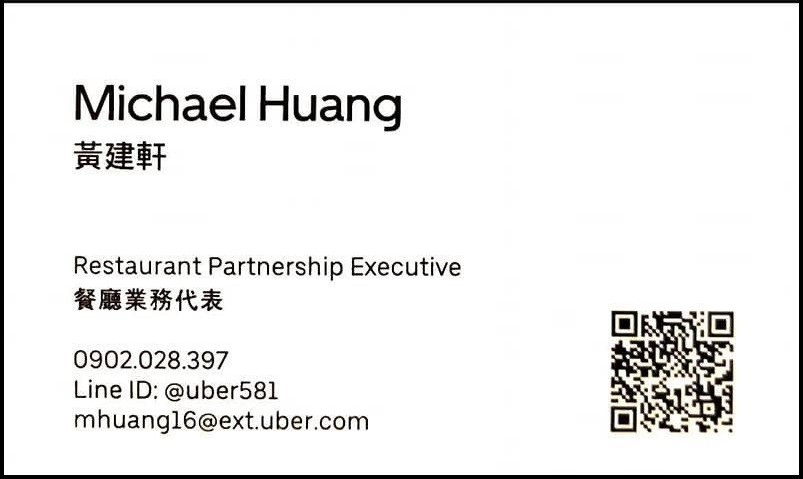 Michael Huang
黃建軒
Restaurant Partnership Executive
餐廳業務代表
0902.028.397
Line ID: @uber581
mhuang16@ext.uber.com